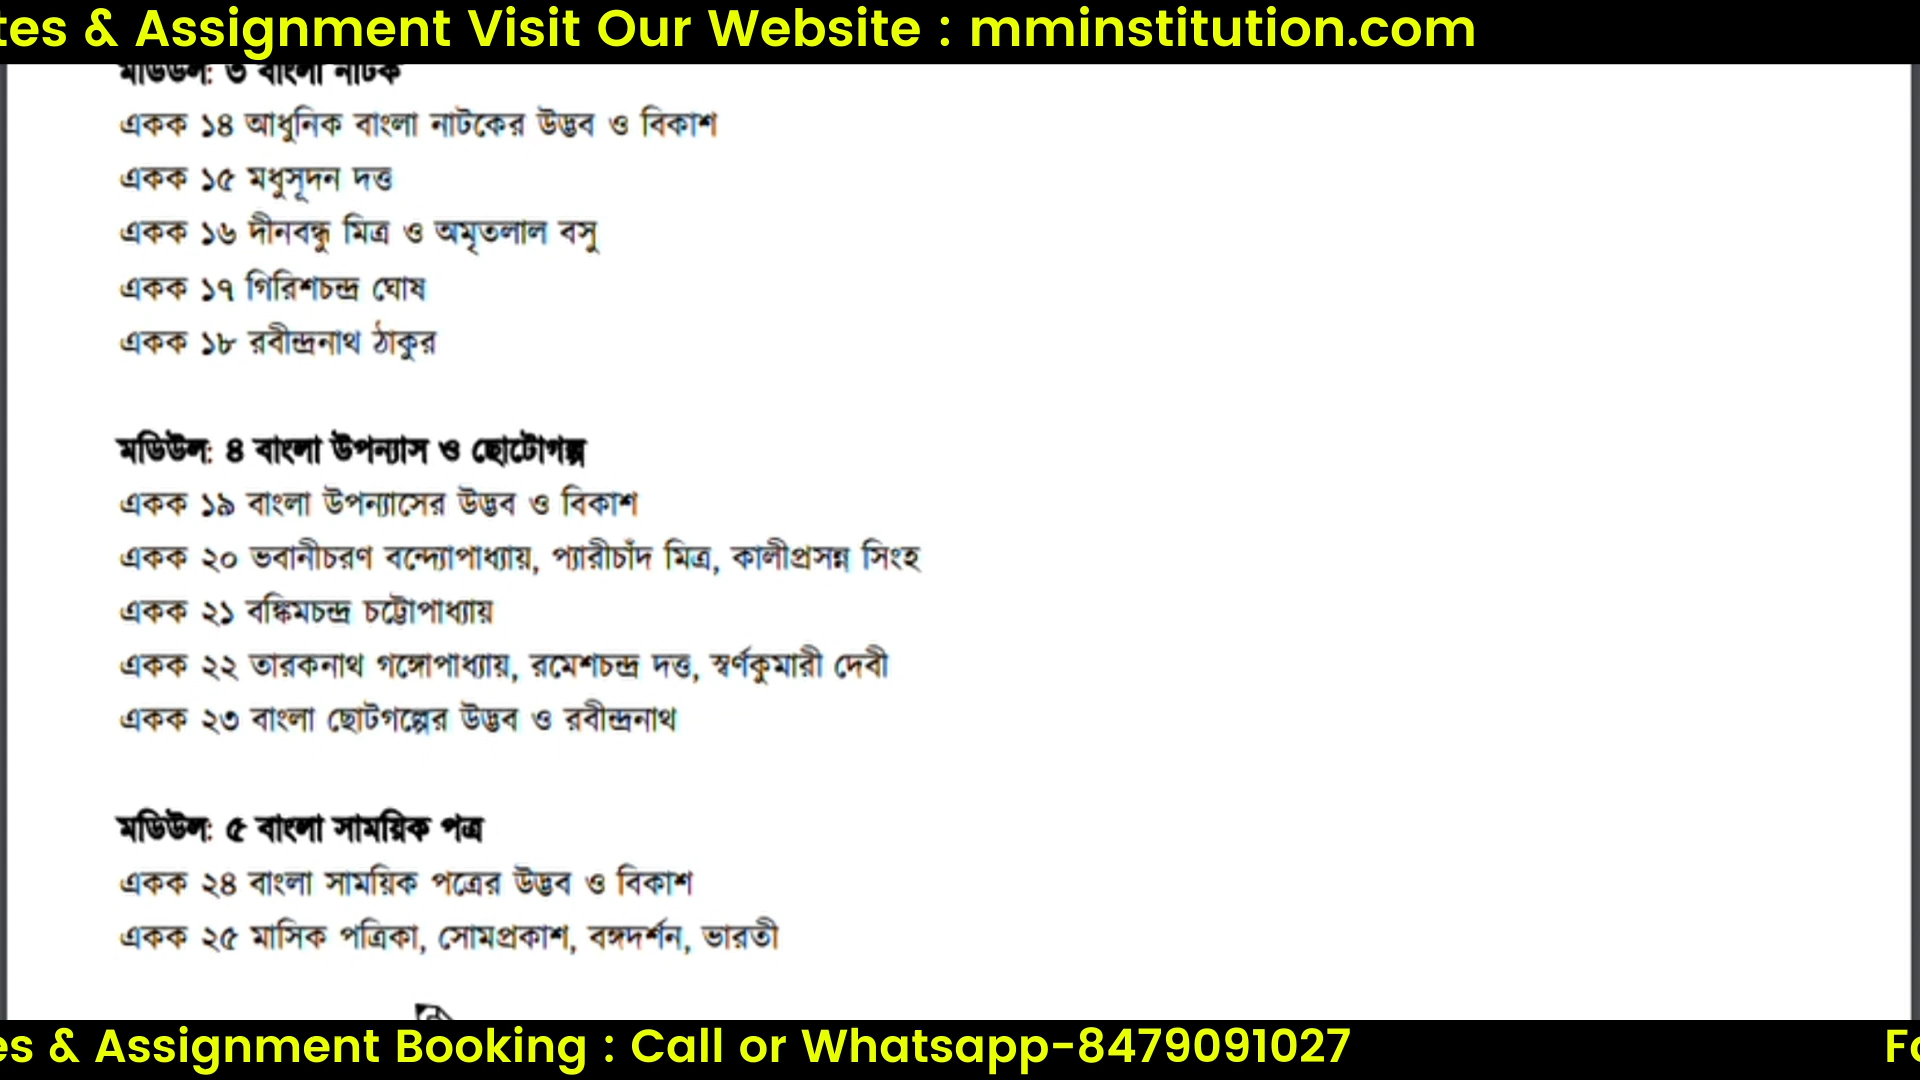 tes & Assignment Visit Our Website : mminstitution.com
মডিউল: ৩ বাংলা নাটক
একক ১৪ আধুনিক বাংলা নাটকের উদ্ভব ও বিকাশ
একক ১৫ মধুসূদন দত্ত
একক ১৬ দীনবন্ধু মিত্র ও অমৃতলাল বসু
একক ১৭ গিরিশচন্দ্র ঘোষ
একক ১৮ রবীন্দ্রনাথ ঠাকুর
মডিউল: ৪ বাংলা উপন্যাস ও ছোটোগল্প
একক ১৯ বাংলা উপন্যাসের উদ্ভব ও বিকাশ
একক ২০ ভবানীচরণ বন্দ্যোপাধ্যায়, প্যারীচাঁদ মিত্র, কালীপ্রসন্ন সিংহ
একক ২১ বঙ্কিমচন্দ্র চট্টোপাধ্যায়
একক ২২ তারকনাথ গঙ্গোপাধ্যায়, রমেশচন্দ্র দত্ত, স্বর্ণকুমারী দেবী
একক ২৩ বাংলা ছোটগল্পের উদ্ভব ও রবীন্দ্রনাথ
মডিউল: ৫ বাংলা সাময়িক পত্র
একক ২৪ বাংলা সাময়িক পত্রের উদ্ভব ও বিকাশ
একক ২৫ মাসিক পত্রিকা, সোমপ্রকাশ, বঙ্গদর্শন, ভারতী
es & Assignment Booking : Call or Whatsapp-8479091027 Fo